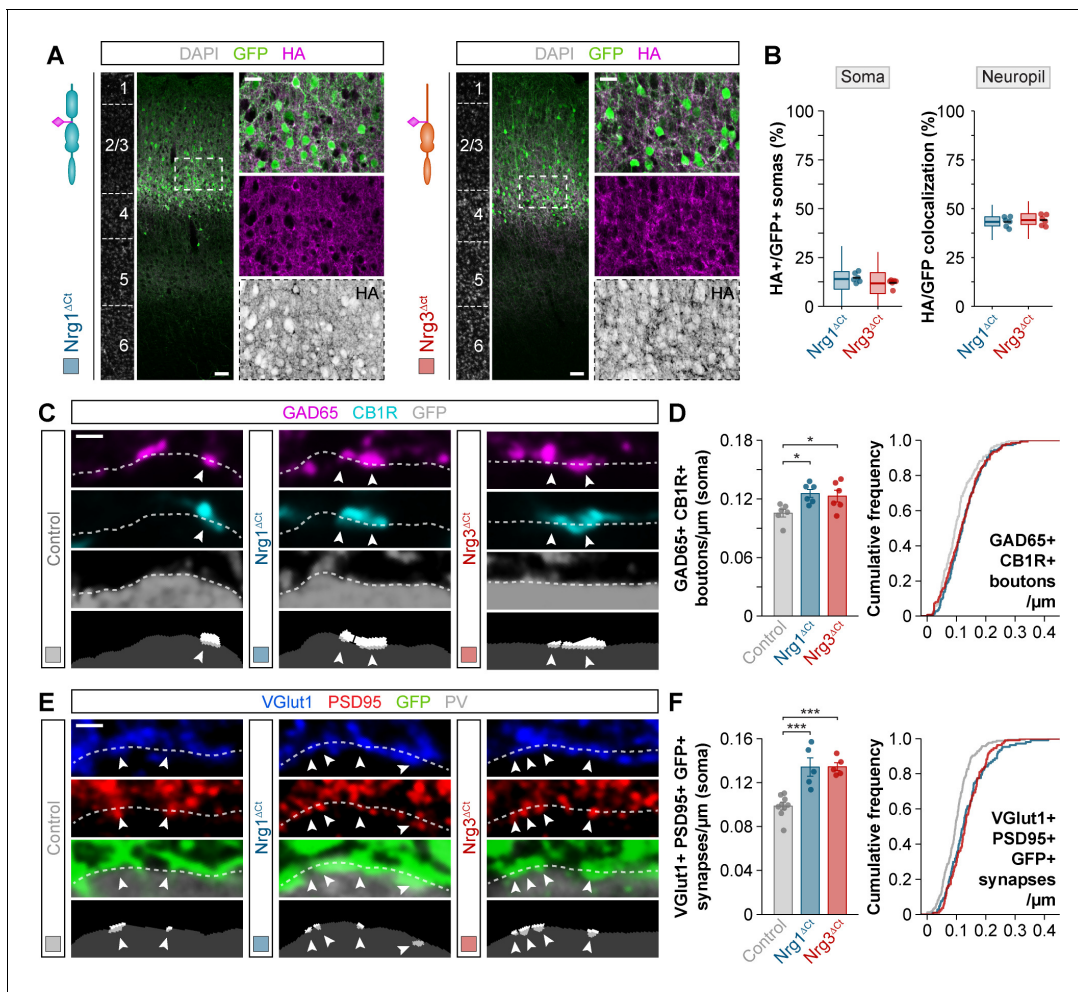 A
DAPI GFP HA
1
2/3
4
5
6
Nrg1ΔCt
HA
DAPI GFP HA
1
2/3
4
5
6
Nrg3ΔCt
HA
B
Soma
Neuropil
HA+/GFP+ somas (%)
100
75
50
25
0
Nrg1ΔCt
Nrg3ΔCt
HA/GFP colocalization (%)
100
75
50
25
0
Nrg1ΔCt
Nrg3ΔCt
C
GAD65 CB1R GFP
Control
Nrg1ΔCt
Nrg3ΔCt
D
GAD65+ CB1R+
boutons/µm (soma)
0.18
0.12
0.06
0
*
*
Control
Nrg1ΔCt
Nrg3ΔCt
Cumulative frequency
1.0
0.8
0.6
0.4
0.2
0
GAD65+
CB1R+
boutons
/µm
0 0.1 0.2 0.3 0.4
E
VGlut1 PSD95 GFP PV
Control
Nrg1ΔCt
Nrg3ΔCt
F
VGlut1+ PSD95+ GFP+
synapses/µm (soma)
0.16
0.12
0.08
0.04
0
***
***
Control
Nrg1ΔCt
Nrg3ΔCt
Cumulative frequency
1.0
0.8
0.6
0.4
0.2
0
VGlut1+
PSD95+
GFP+
synapses
/µm
0 0.1 0.2 0.3 0.4